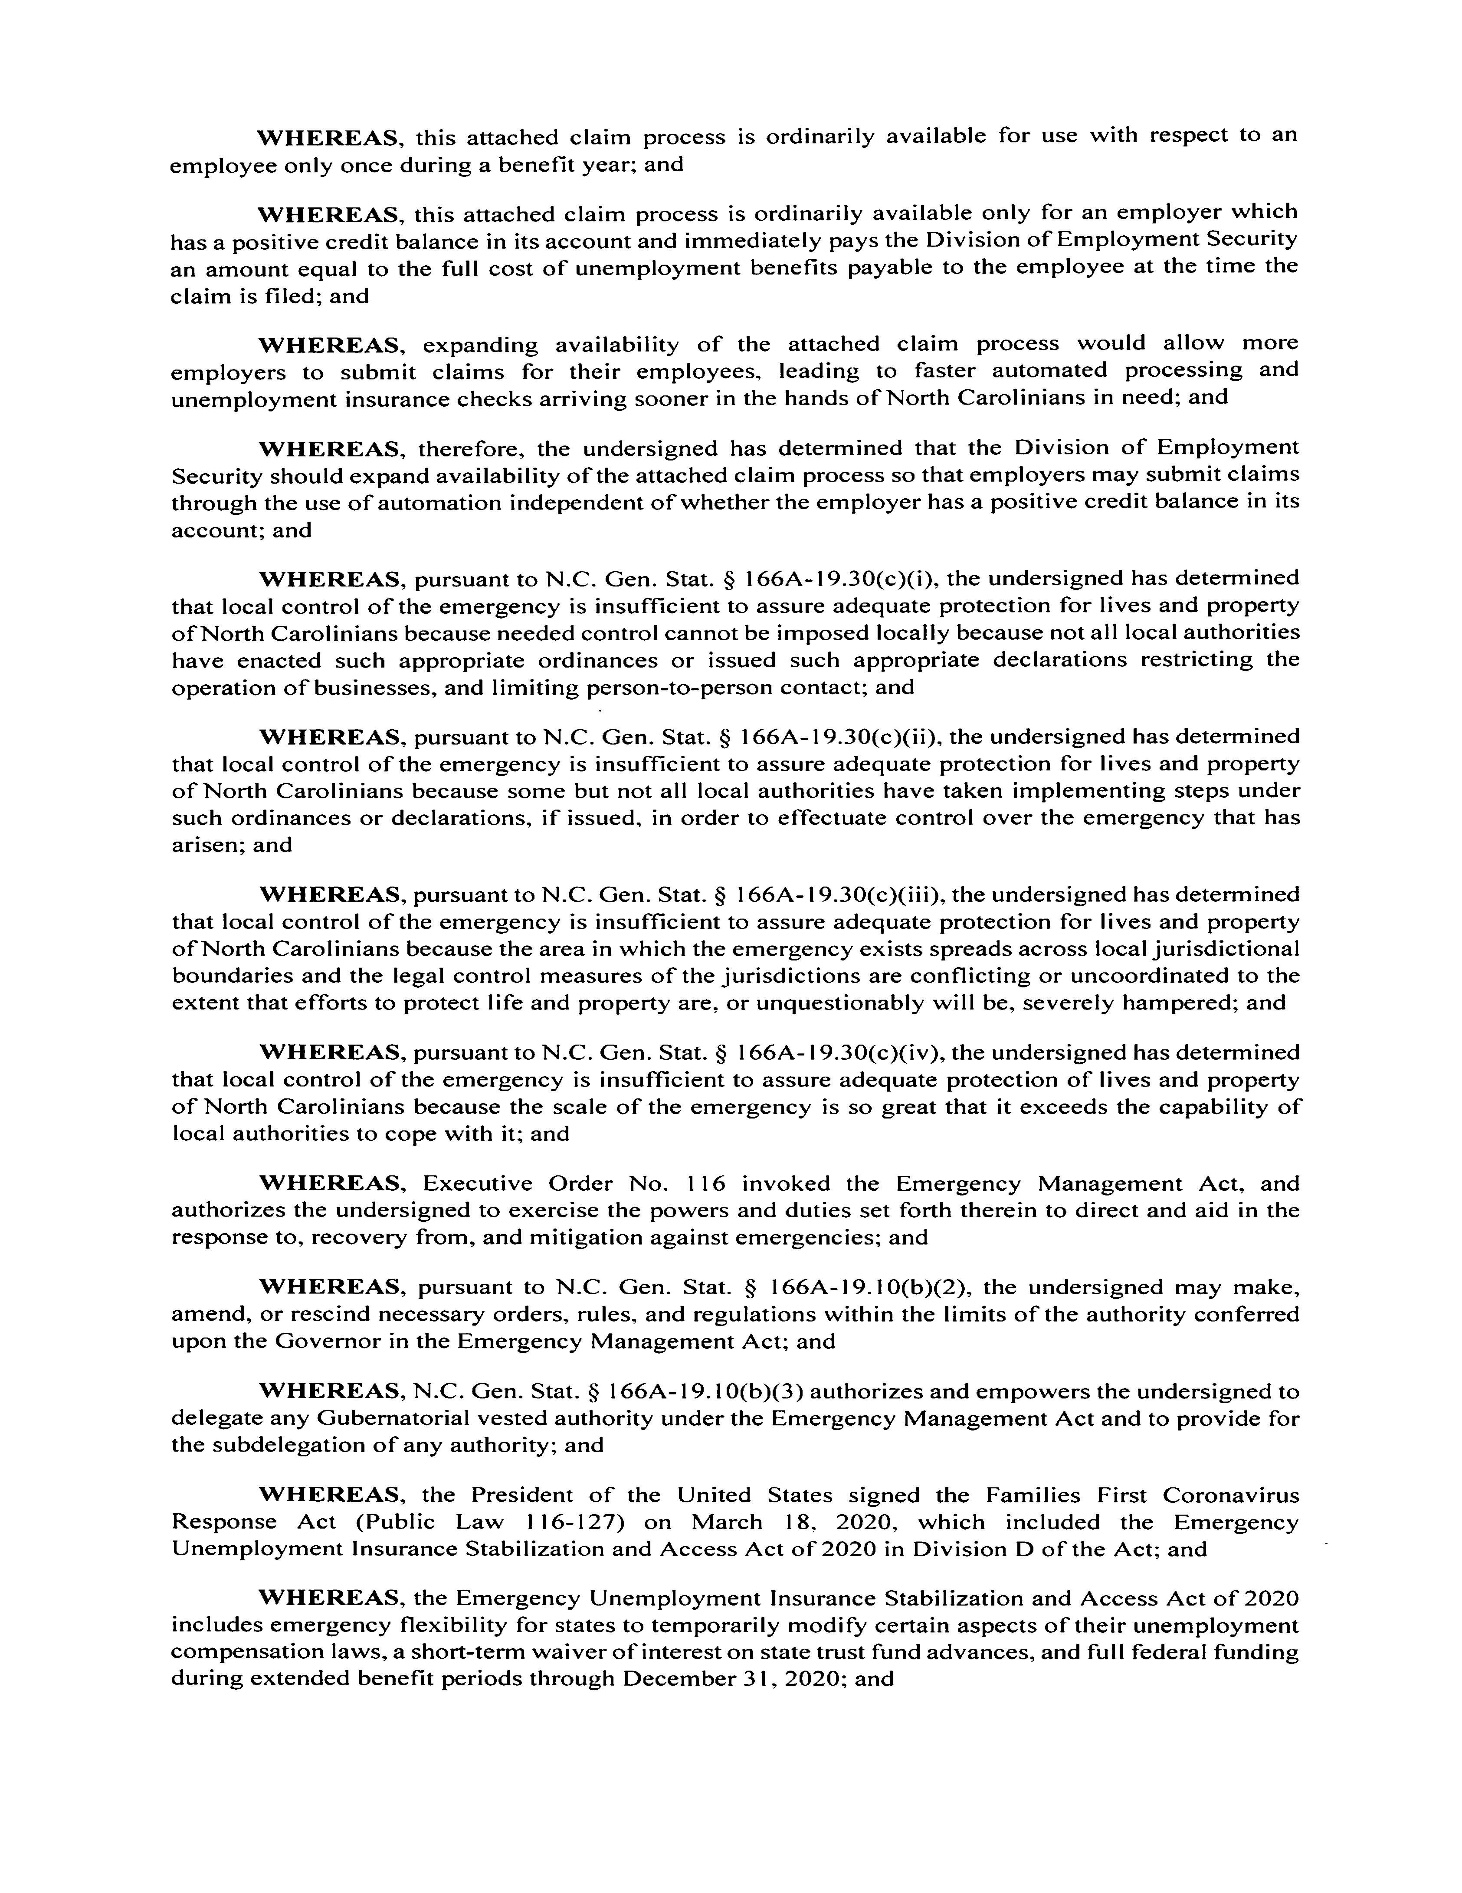 WHEREAS, this attached claim process is ordinarily available for use with respect to an
employee only once during a benefit year; and
WHEREAS, this attached claim process is ordinarily available only for an employer which
has a positive credit balance in its account and immediately pays the Division of Employment Security
an amount equal to the full cost of unemployment benefits payable to the employee at the time the
claim is filed; and
WHEREAS, expanding availability of the attached claim process would allow more
employers to submit claims for their employees, leading to faster automated processing and
unemployment insurance checks arriving sooner in the hands of North Carolinians in need; and
WHEREAS, therefore, the undersigned has determined that the Division of Employment
Security should expand availability of the attached claim process so that employers may submit claims
through the use of automation independent of whether the employer has a positive credit balance in its
account; and
WHEREAS, pursuant to N.C. Gen. Stat. § 166A-19.30(c)(i), the undersigned has determined
that local control of the emergency is insufficient to assure adequate protection for lives and property
of North Carolinians because needed control cannot be imposed locally because not all local authorities
have enacted such appropriate ordinances or issued such appropriate declarations restricting the
operation of businesses, and limiting person-to-person contact; and
WHEREAS, pursuant to N.C. Gen. Stat. § 166A-19.30(c)(ii), the undersigned has determined
that local control of the emergency is insufficient to assure adequate protection for lives and property
of North Carolinians because some but not all local authorities have taken implementing steps under
such ordinances or declarations, if issued, in order to effectuate control over the emergency that has
arisen; and
WHEREAS, pursuant to N.C. Gen. Stat. § 166A-19.30(c)(iii), the undersigned has determined
that local control of the emergency is insufficient to assure adequate protection for lives and property
of North Carolinians because the area in which the emergency exists spreads across local jurisdictional
boundaries and the legal control measures of the jurisdictions are conflicting or uncoordinated to the
extent that efforts to protect life and property are, or unquestionably will be, severely hampered; and
WHEREAS, pursuant to N.C. Gen. Stat. § 166A-19.30(c)(iv), the undersigned has determined
that local control of the emergency is insufficient to assure adequate protection of lives and property
of North Carolinians because the scale of the emergency is so great that it exceeds the capability of
local authorities to cope with it; and
WHEREAS, Executive Order No. 116 invoked the Emergency Management Act, and
authorizes the undersigned to exercise the powers and duties set forth therein to direct and aid in the
response to, recovery from, and mitigation against emergencies; and
WHEREAS, pursuant to N.C. Gen. Stat. § 166A-19.10(b)(2), the undersigned may make,
amend, or rescind necessary orders, rules, and regulations within the limits of the authority conferred
upon the Governor in the Emergency Management Act; and
WHEREAS, N.C. Gen. Stat. § 166A-19.10(b)(3) authorizes and empowers the undersigned to
delegate any Gubernatorial vested authority under the Emergency Management Act and to provide for
the subdelegation of any authority; and
WHEREAS, the President of the United States signed the Families First Coronavirus
Response Act (Public Law 116-127) on March 18, 2020, which included the Emergency
Unemployment Insurance Stabilization and Access Act of 2020 in Division D of the Act; and
WHEREAS, the Emergency Unemployment Insurance Stabilization and Access Act of 2020
includes emergency flexibility for states to temporarily modify certain aspects of their unemployment
compensation laws, a short-term waiver of interest on state trust fund advances, and full federal funding
during extended benefit periods through December 31, 2020; and